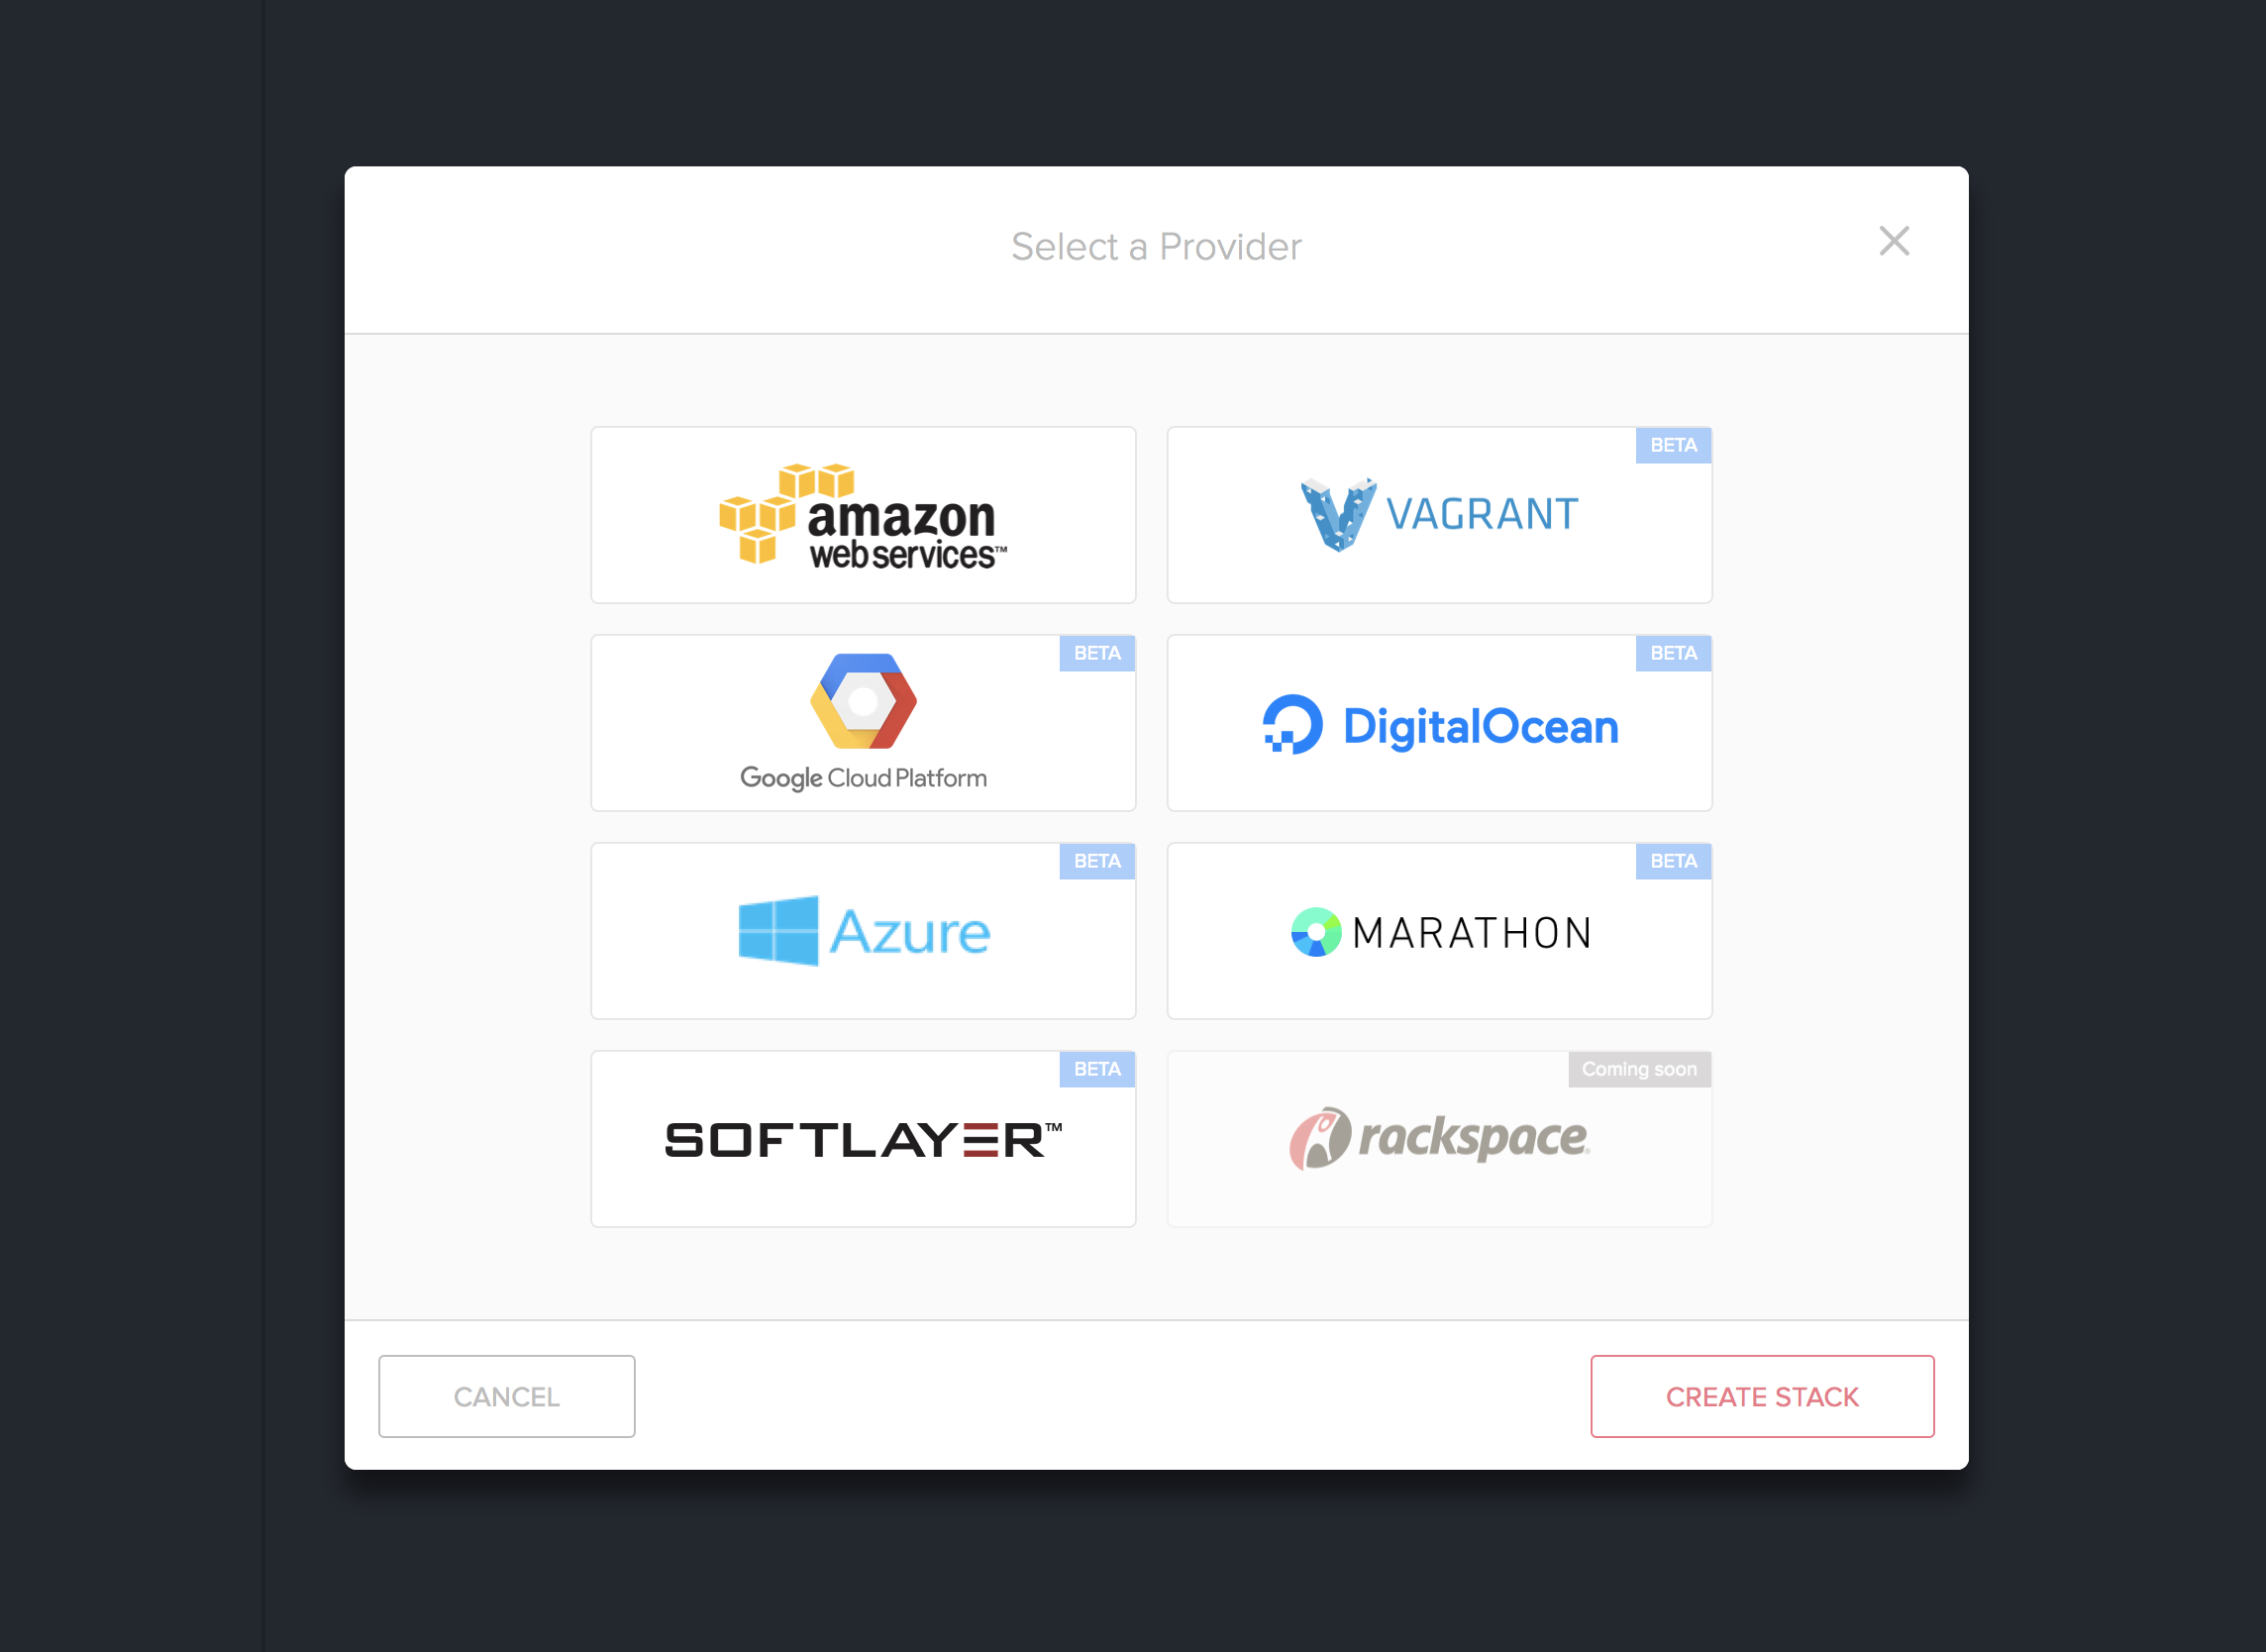 Select a Provider
amazon
web services™
BETA
VAGRANT
BETA
Google Cloud Platform
BETA
DigitalOcean
BETA
Azure
BETA
MARATHON
BETA
SOFTLAYER™
Coming soon
rackspace®
CANCEL
CREATE STACK